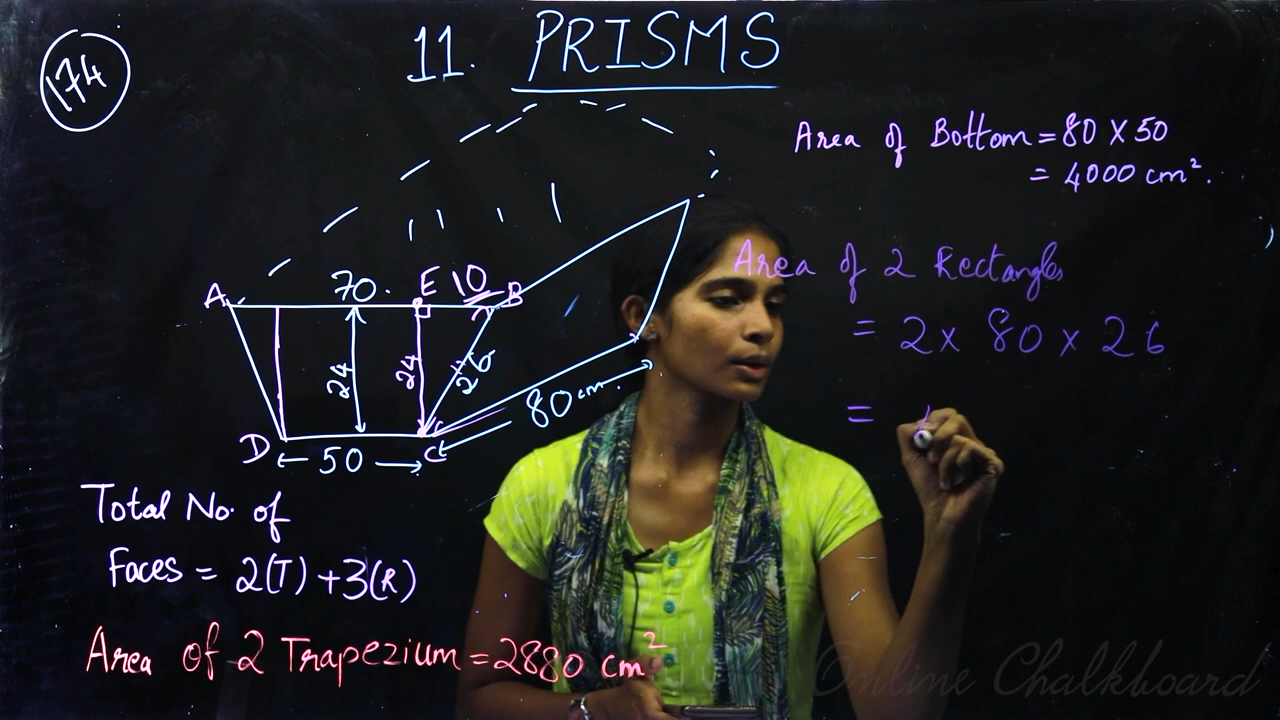 174
11. PRISMS
Area of Bottom = 80 X 50
= 4000 cm².
Area of 2 Rectangles
= 2 x 80 x 26
=
A 70. E 10 B
24 24 26
80 cm.
D 50 C
Total No. of
Faces = 2(T) + 3(R)
Area of 2 Trapezium = 2880 cm²
Online Chalkboard